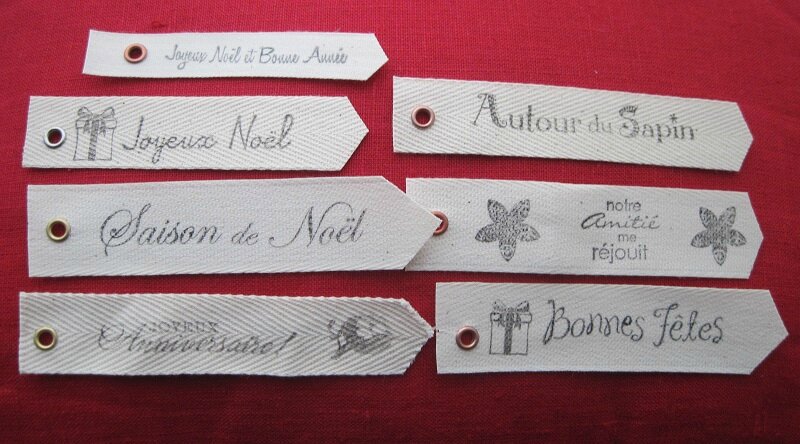 Joyeux Noël et Bonne Année
Joyeux Noël
Autour du Sapin
Saison de Noël
notre
Amitié
me
réjouit
JOYEUX
Anniversaire!
Bonnes Fêtes